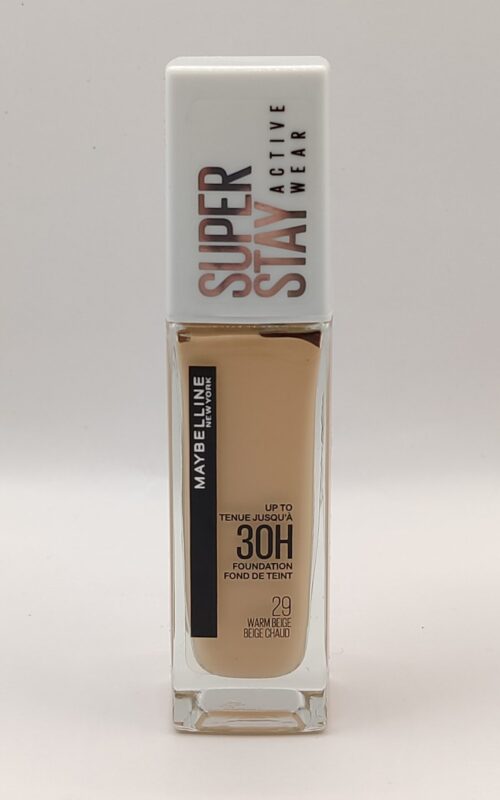 SUPER
STAY
ACTIVE
WEAR
MAYBELLINE
NEW YORK
UP TO
TENUE JUSQU'À
30H
FOUNDATION
FOND DE TEINT
29
WARM BEIGE
BEIGE CHAUD